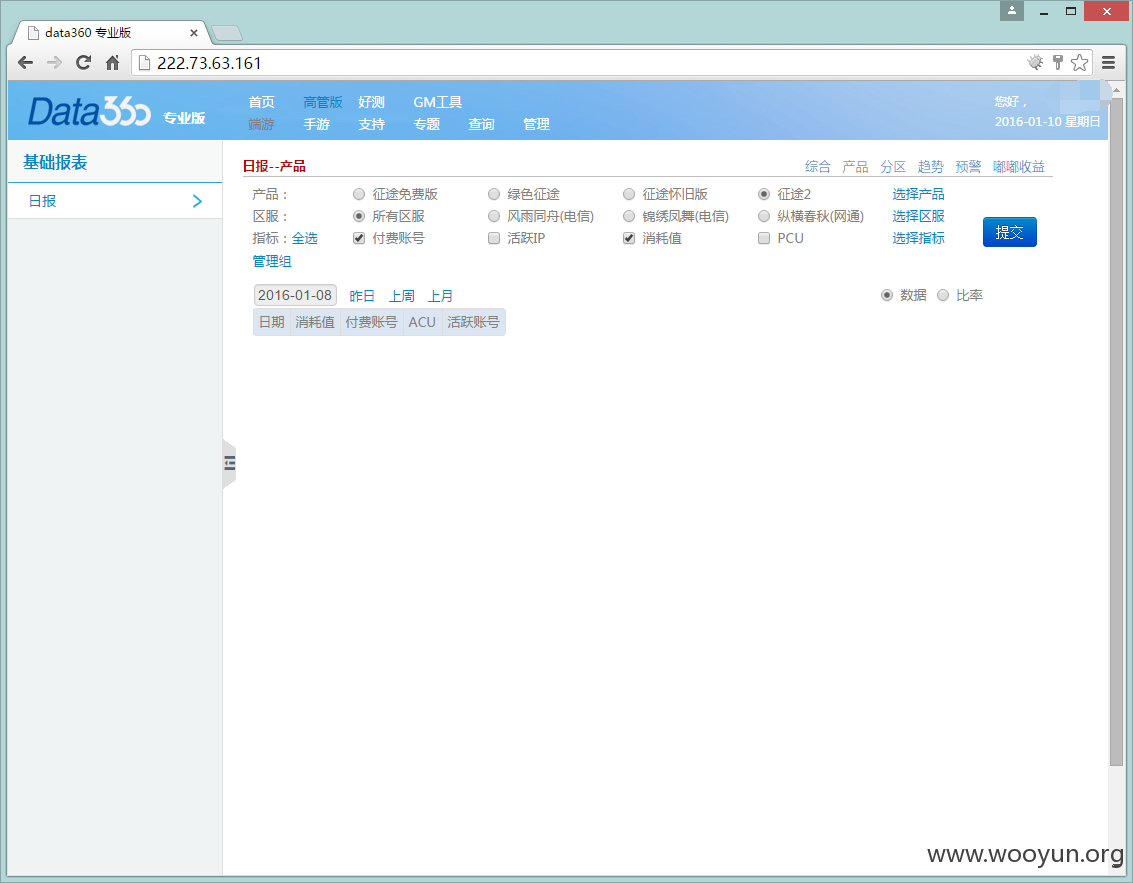 data360 专业版
222.73.63.161
Data360 专业版
首页 高管版 好测 GM工具
端游 手游 支持 专题 查询 管理
您好，
2016-01-10 星期日
基础报表
日报
日报--产品 综合 产品 分区 趋势 预警 嘟嘟收益
产品： 征途免费版 绿色征途 征途怀旧版 征途2 选择产品
区服： 所有区服 风雨同舟(电信) 锦绣凤舞(电信) 纵横春秋(网通) 选择区服
指标：全选 付费账号 活跃IP 消耗值 PCU 选择指标
提交
管理组
2016-01-08 昨日 上周 上月 数据 比率
日期 消耗值 付费账号 ACU 活跃账号
www.wooyun.org